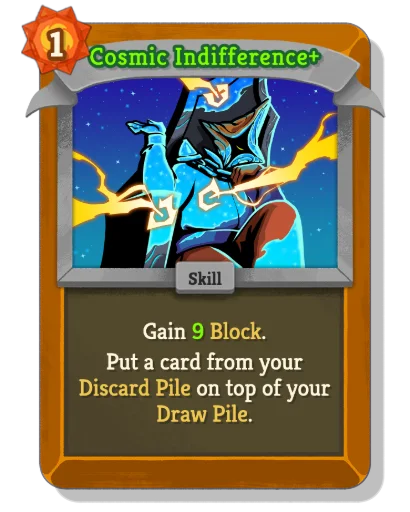 1
Cosmic Indifference+
Skill
Gain 9 Block.
Put a card from your
Discard Pile on top of your
Draw Pile.